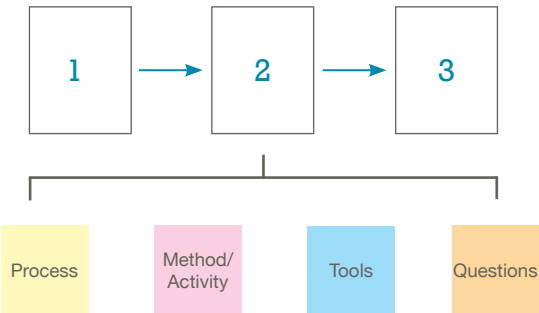 1
2
3
Process
Method/
Activity
Tools
Questions